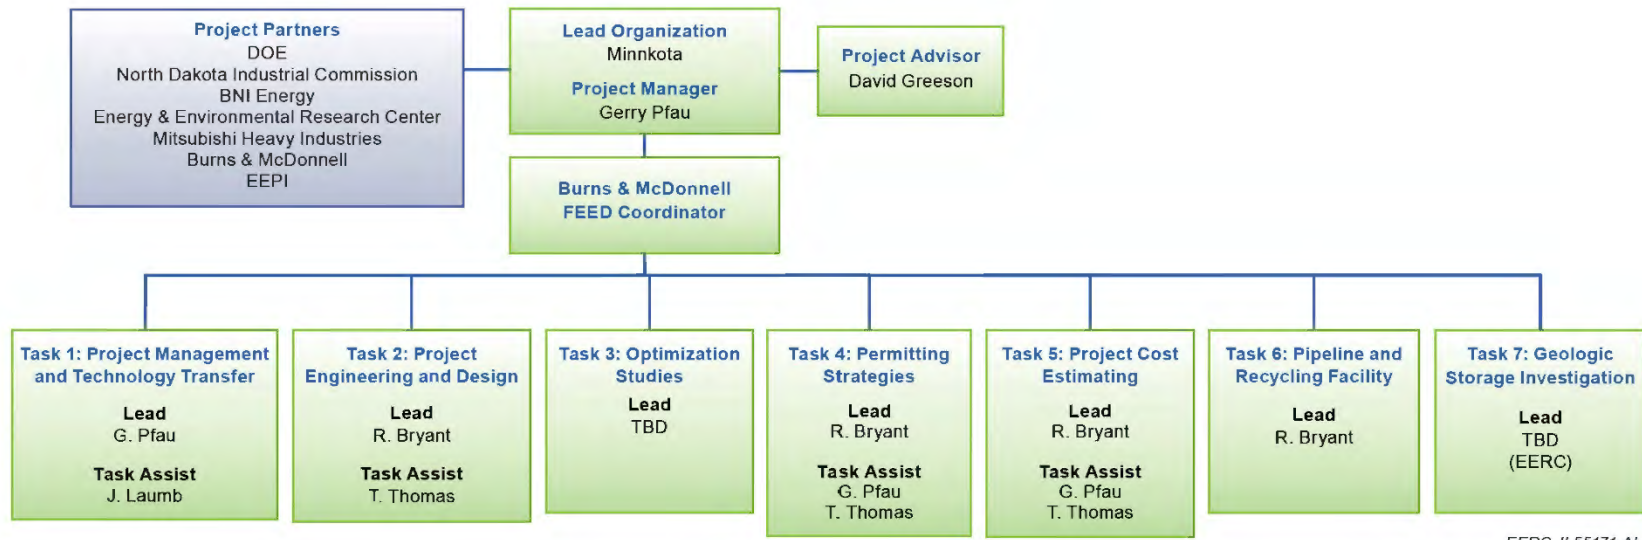 Project Partners
DOE
North Dakota Industrial Commission
BNI Energy
Energy & Environmental Research Center
Mitsubishi Heavy Industries
Burns & McDonnell
EEPI
Lead Organization
Minnkota
Project Manager
Gerry Pfau
Project Advisor
David Greeson
Burns & McDonnell
FEED Coordinator
Task 1: Project Management
and Technology Transfer
Lead
G. Pfau
Task Assist
J. Laumb
Task 2: Project
Engineering and Design
Lead
R. Bryant
Task Assist
T. Thomas
Task 3: Optimization
Studies
Lead
TBD
Task 4: Permitting
Strategies
Lead
R. Bryant
Task Assist
G. Pfau
T. Thomas
Task 5: Project Cost
Estimating
Lead
R. Bryant
Task Assist
G. Pfau
T. Thomas
Task 6: Pipeline and
Recycling Facility
Lead
R. Bryant
Task 7: Geologic
Storage Investigation
Lead
TBD
(EERC)